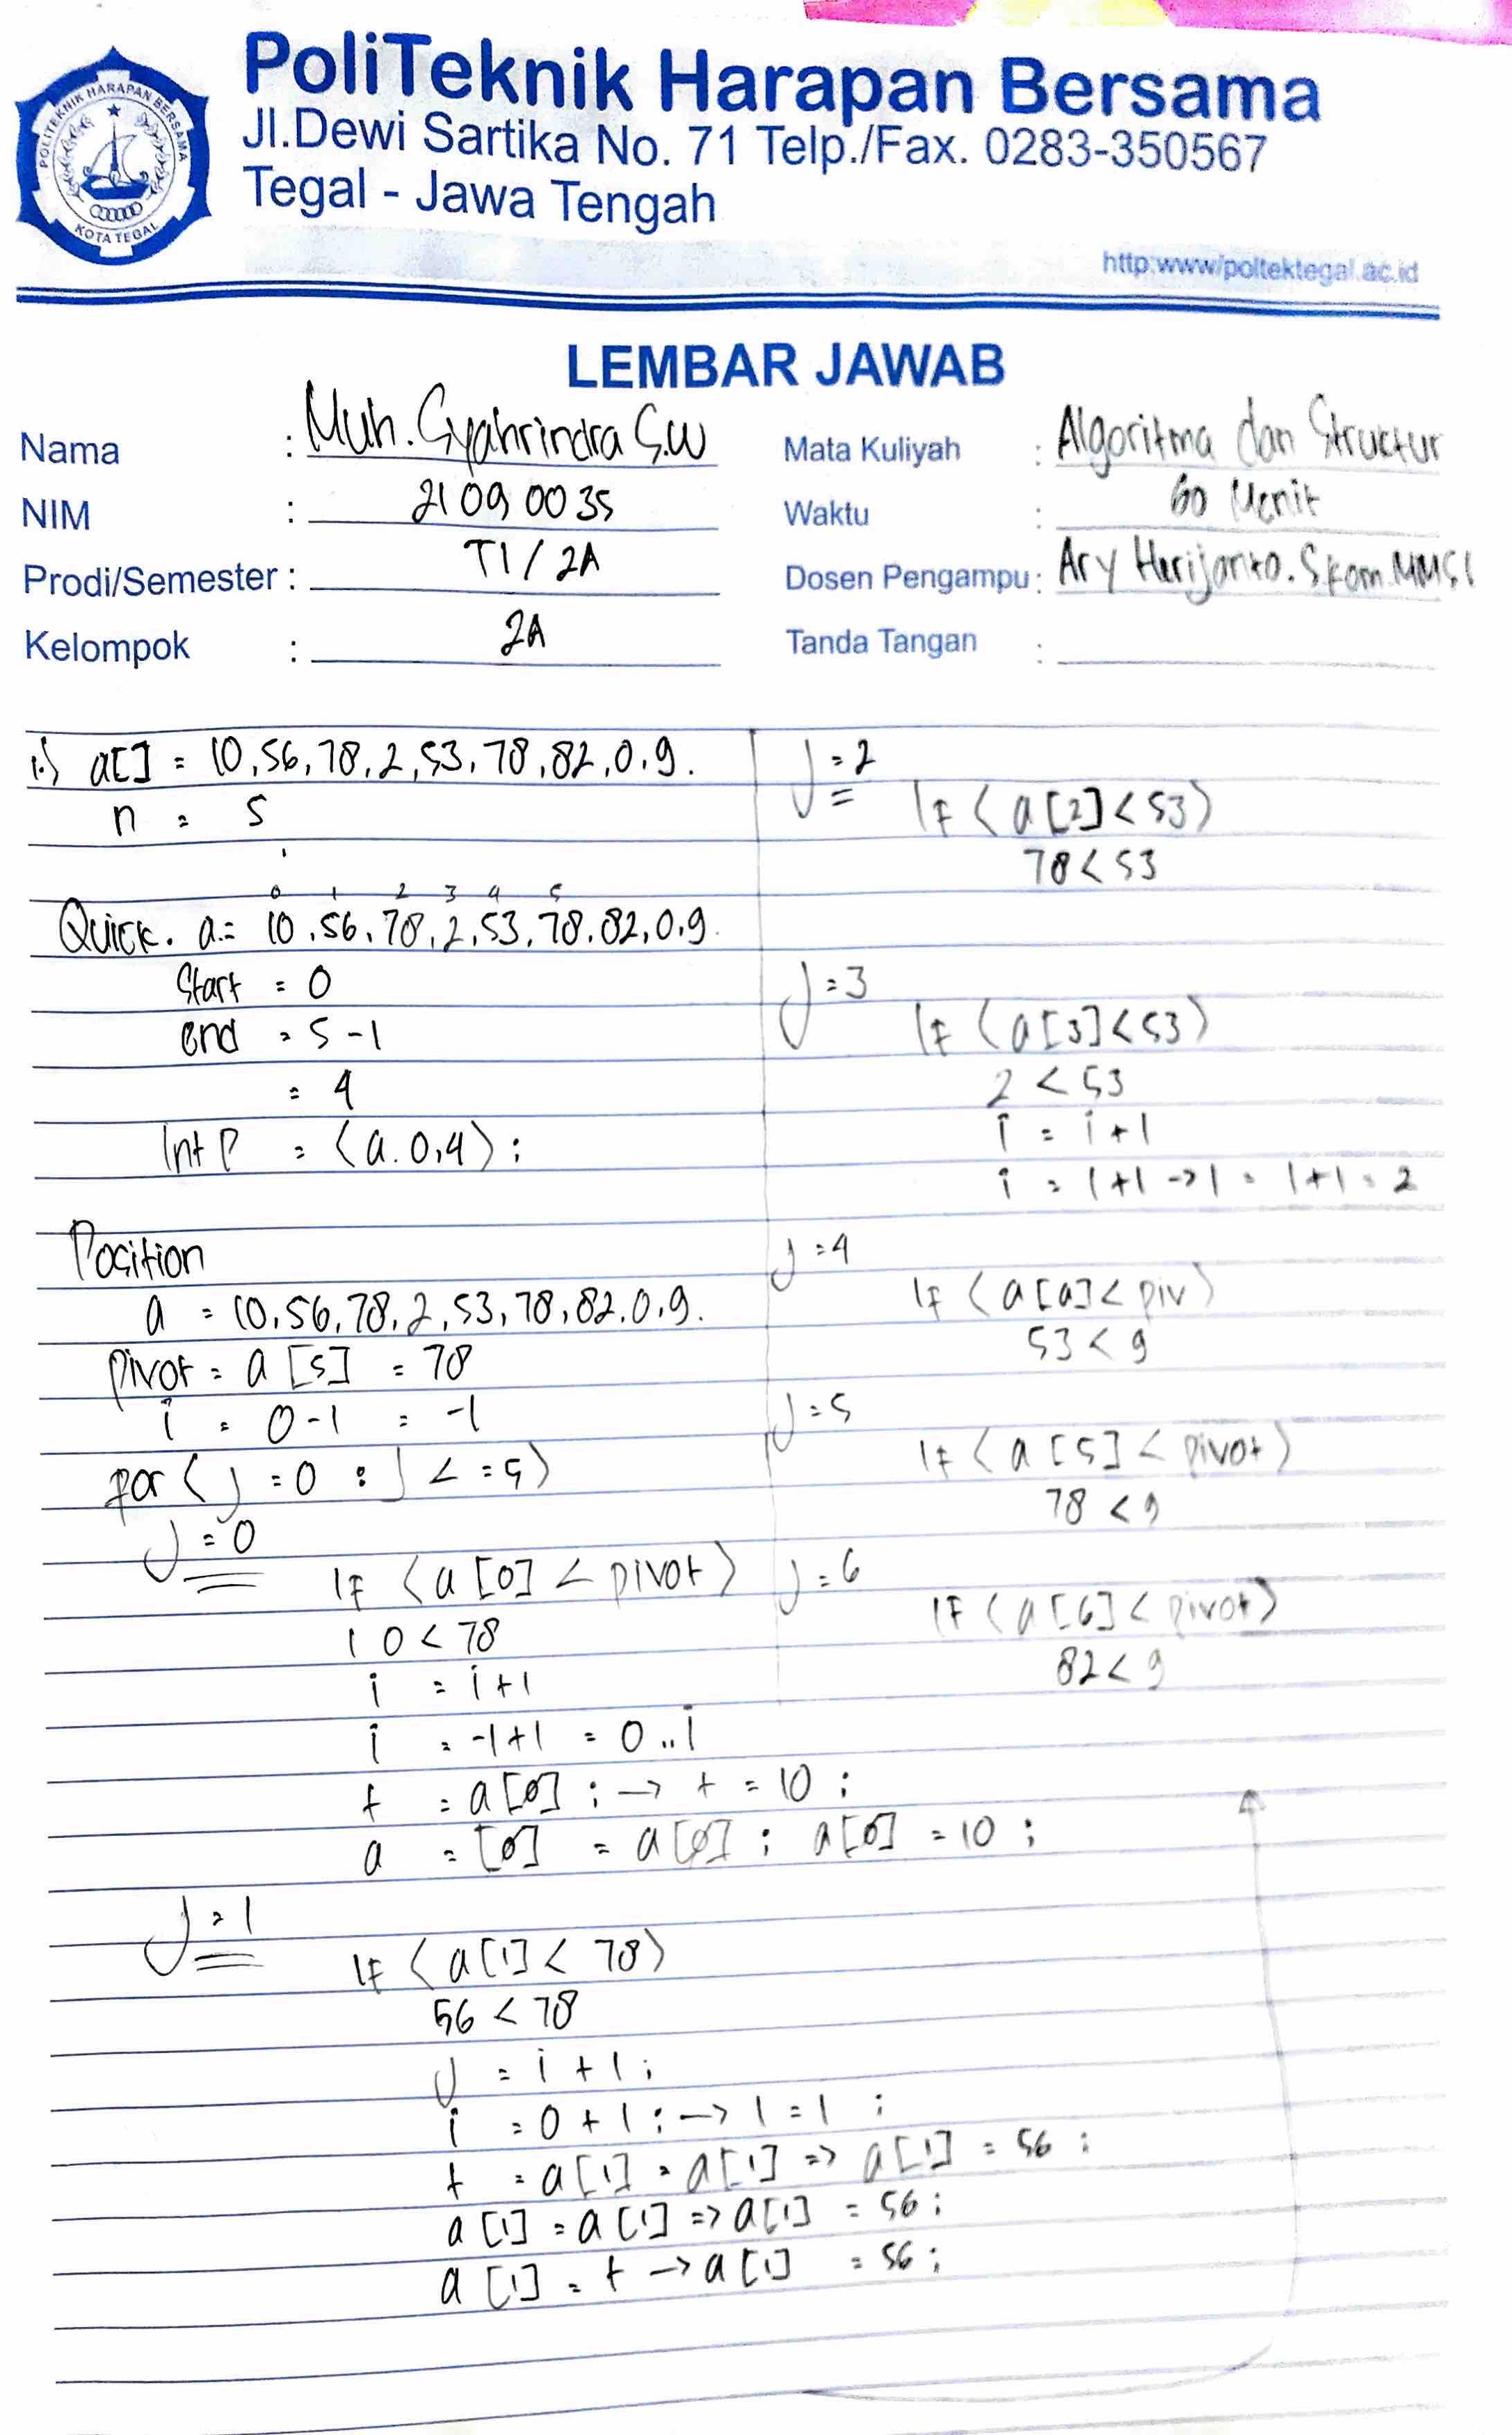 POLITEKNIK HARAPAN BERSAMA
KOTA TEGAL
PoliTeknik Harapan Bersama
Jl.Dewi Sartika No. 71 Telp./Fax. 0283-350567
Tegal - Jawa Tengah
http:www/poltektegal.ac.id
LEMBAR JAWAB
Nama : Muh. Syahrindra S.W
NIM : 21090035
Prodi/Semester : TI / 2A
Kelompok : 2A
Mata Kuliyah : Algoritma dan Struktur
Waktu : 60 Menit
Dosen Pengampu : Ary Herijanto. S.Kom. MMSI
Tanda Tangan :
1.) a[] = 10,56,78,2,53,78,82,0,9.
n = 5
0 1 2 3 4 5
Quick. a = 10,56,78,2,53,78,82,0,9.
Start = 0
end = 5-1
= 4
Int P = (a.0,4);
Position
a = 10,56,78,2,53,78,82,0,9.
Pivot = a [5] = 78
i = 0-1 = -1
for ( j = 0 ; j <= 5)
j = 0
If (a [0] < pivot)
10 < 78
i = i+1
i = -1+1 = 0..i
t = a[0] ; → t = 10 ;
a = [0] = a[0] ; a[0] = 10 ;
j = 1
If (a[1] < 78)
56 < 78
j = i + 1;
i = 0 + 1 ; → 1 = 1 ;
t = a[1] = a[1] => a[1] = 56 ;
a [1] = a[1] => a[1] = 56 ;
a [1] = t → a[1] = 56 ;
j = 2
If (a [2] < 53)
78 < 53
j = 3
If (a [3] < 53)
2 < 53
i = i + 1
i = 1+1 → 1 = 1+1 = 2
j = 4
If (a [4] < piv)
53 < 9
j = 5
If (a [5] < pivot)
78 < 9
j = 6
If (a [6] < pivot)
82 < 9